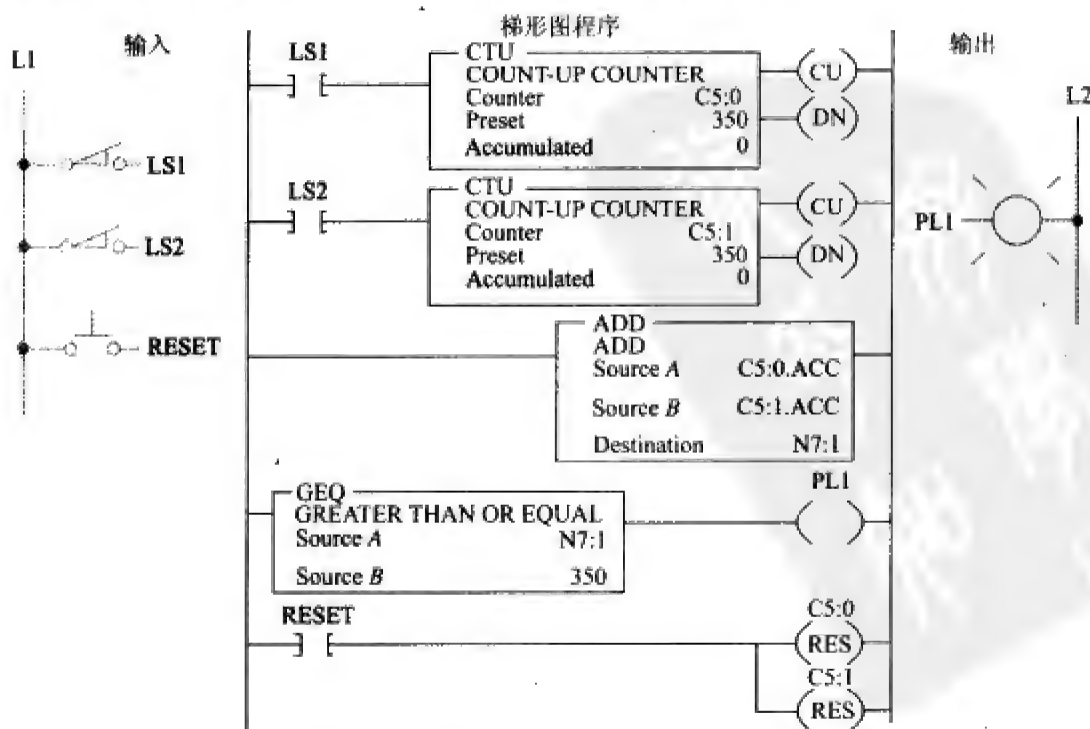 梯形图程序
输入
输出
L1
L2
LS1
LS2
RESET
LS1
CTU
COUNT-UP COUNTER
Counter C5:0
Preset 350
Accumulated 0
CU
DN
LS2
CTU
COUNT-UP COUNTER
Counter C5:1
Preset 350
Accumulated 0
CU
DN
PL1
ADD
ADD
Source A C5:0.ACC
Source B C5:1.ACC
Destination N7:1
PL1
GEQ
GREATER THAN OR EQUAL
Source A N7:1
Source B 350
RESET
C5:0
RES
C5:1
RES